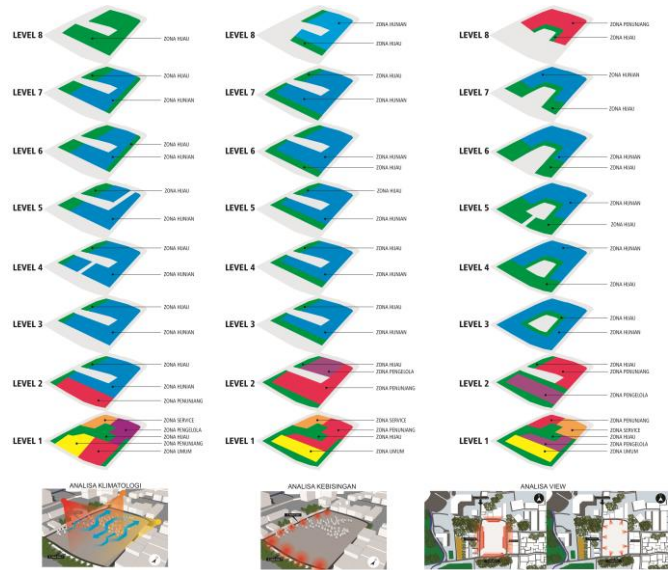 LEVEL 8
ZONA HIJAU
LEVEL 7
ZONA HIJAU
ZONA HUNIAN
LEVEL 6
ZONA HIJAU
ZONA HUNIAN
LEVEL 5
ZONA HIJAU
ZONA HUNIAN
LEVEL 4
ZONA HIJAU
ZONA HUNIAN
LEVEL 3
ZONA HIJAU
ZONA HUNIAN
LEVEL 2
ZONA HIJAU
ZONA HUNIAN
ZONA PENUNJANG
LEVEL 1
ZONA SERVICE
ZONA PENGELOLA
ZONA HIJAU
ZONA PENUNJANG
ZONA UMUM
ANALISA KLIMATOLOGI
LEVEL 8
ZONA HUNIAN
ZONA HIJAU
LEVEL 7
ZONA HIJAU
ZONA HUNIAN
LEVEL 6
ZONA HUNIAN
ZONA HIJAU
LEVEL 5
ZONA HIJAU
ZONA HUNIAN
LEVEL 4
ZONA HIJAU
ZONA HUNIAN
LEVEL 3
ZONA HIJAU
ZONA HUNIAN
LEVEL 2
ZONA HIJAU
ZONA PENGELOLA
ZONA PENUNJANG
LEVEL 1
ZONA SERVICE
ZONA PENUNJANG
ZONA HIJAU
ZONA UMUM
ANALISA KEBISINGAN
LEVEL 8
ZONA PENUNJANG
ZONA HIJAU
LEVEL 7
ZONA HUNIAN
ZONA HIJAU
LEVEL 6
ZONA HUNIAN
ZONA HIJAU
LEVEL 5
ZONA HUNIAN
ZONA HIJAU
LEVEL 4
ZONA HUNIAN
ZONA HIJAU
LEVEL 3
ZONA HIJAU
ZONA HUNIAN
LEVEL 2
ZONA HIJAU
ZONA PENUNJANG
ZONA PENGELOLA
LEVEL 1
ZONA PENUNJANG
ZONA SERVICE
ZONA HIJAU
ZONA PENGELOLA
ZONA UMUM
ANALISA VIEW